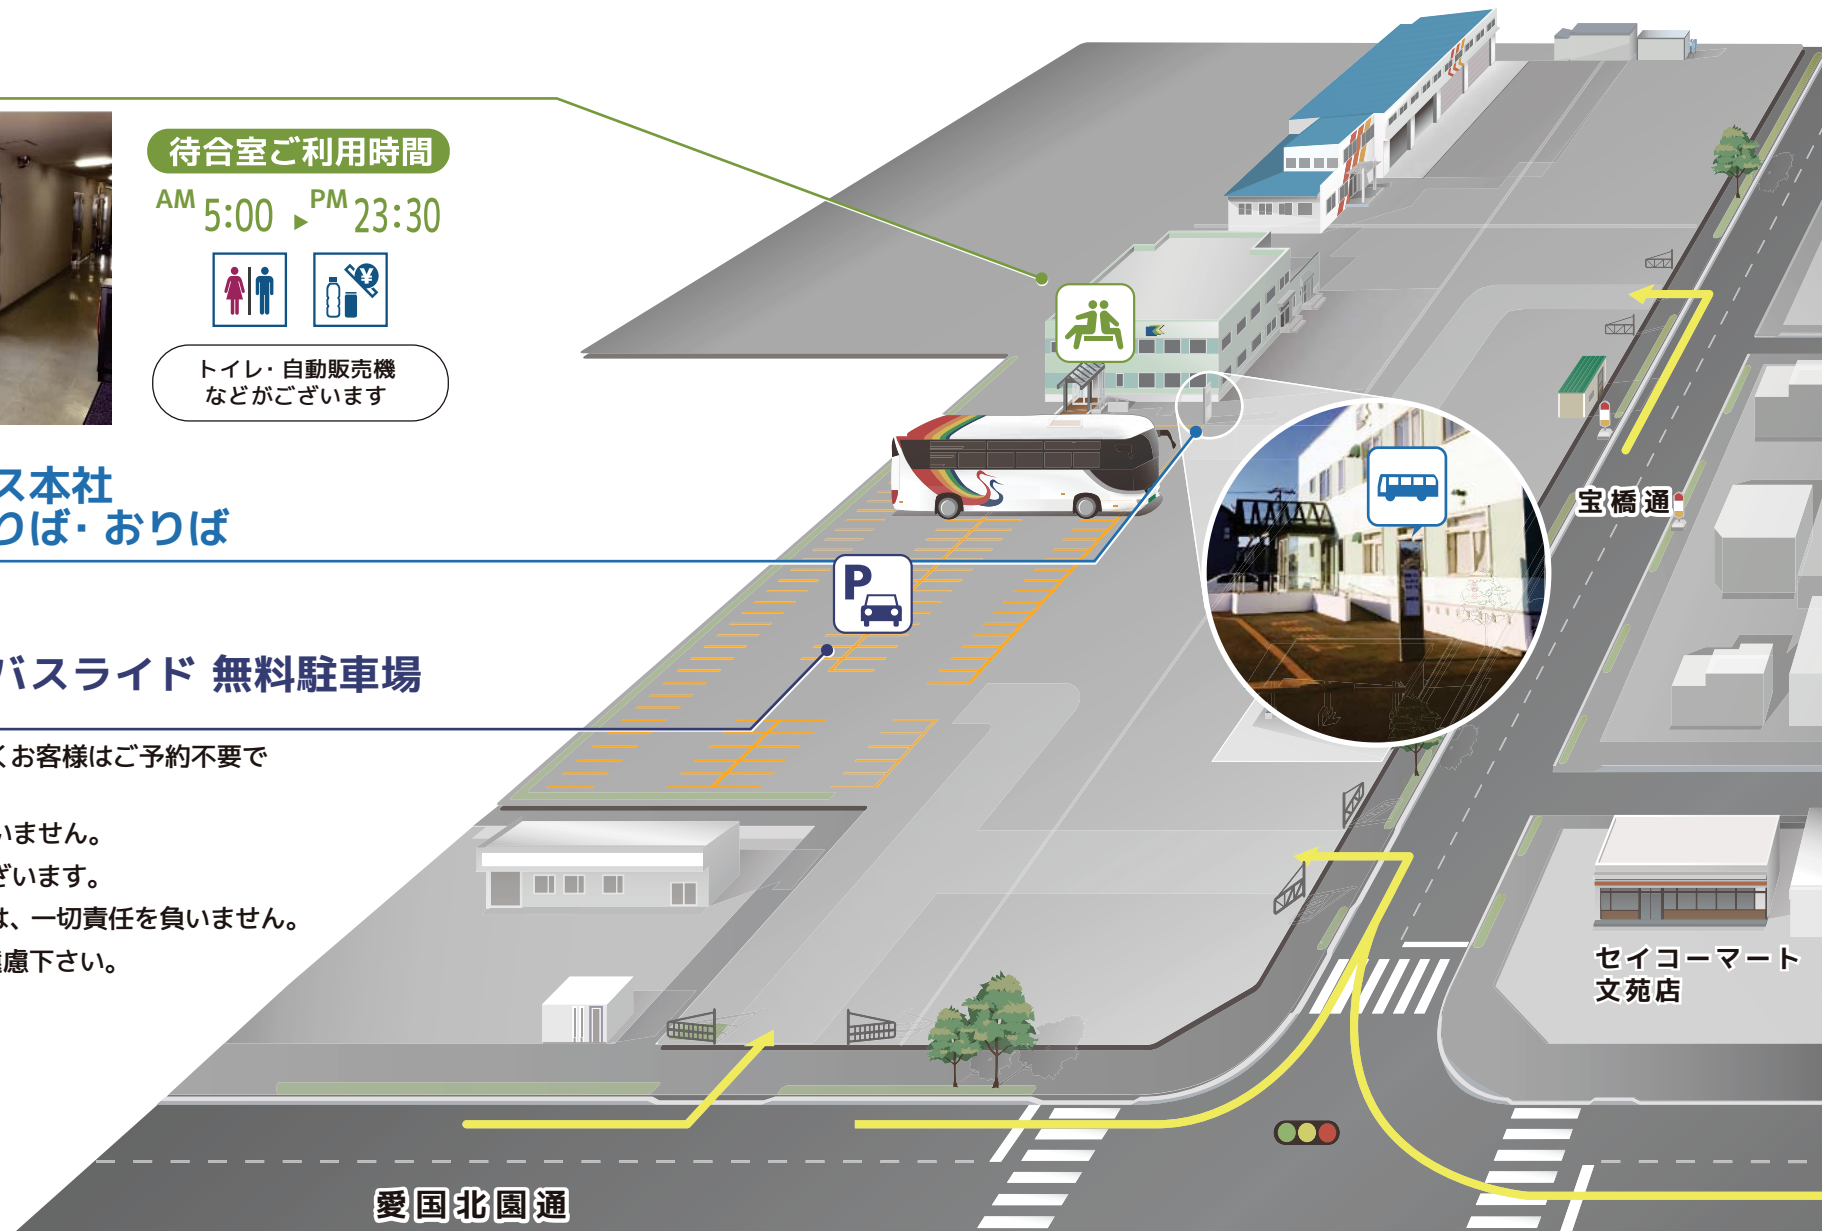 待合室ご利用時間
AM 5:00 ▶ PM 23:30
トイレ・自動販売機
などがございます
ス本社
りば・おりば
P
バスライド 無料駐車場
くお客様はご予約不要で
いません。
ざいます。
は、一切責任を負いません。
慮下さい。
宝橋通
セイコーマート
文苑店
愛国北園通